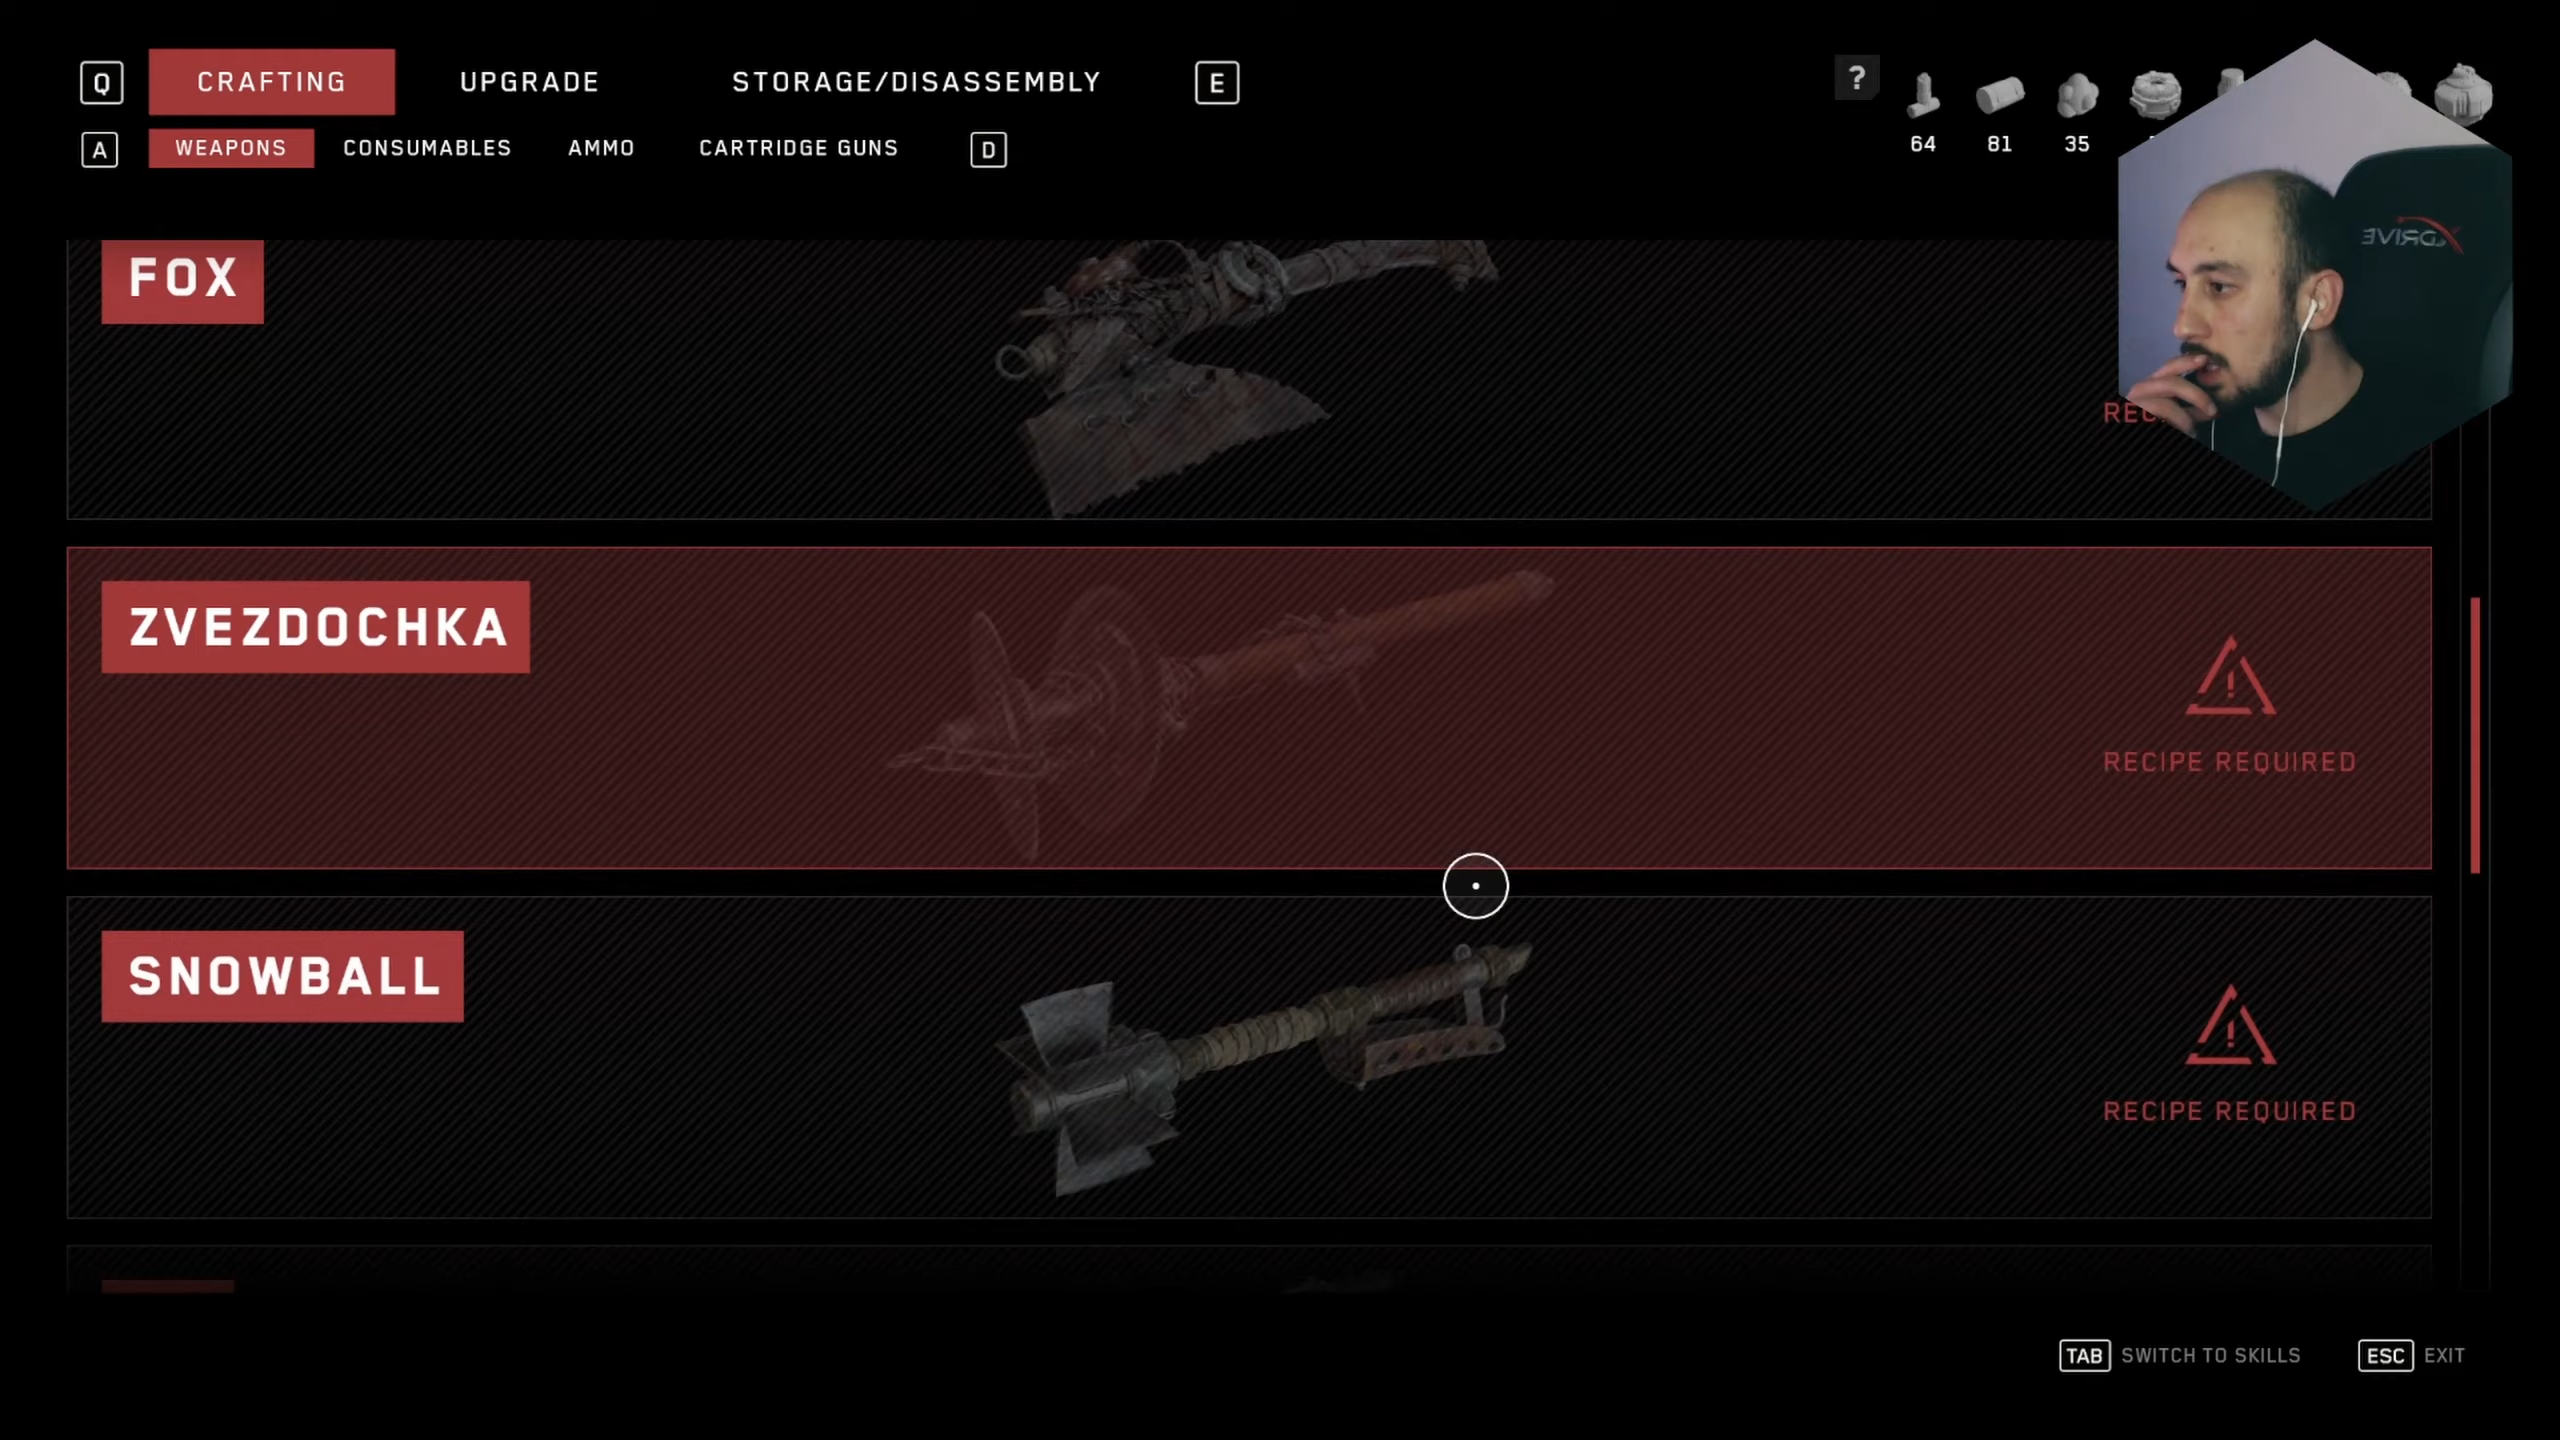 Q CRAFTING UPGRADE STORAGE/DISASSEMBLY E
?
A WEAPONS CONSUMABLES AMMO CARTRIDGE GUNS D
64 81 35
FOX
ZVEZDOCHKA
RECIPE REQUIRED
SNOWBALL
RECIPE REQUIRED
TAB SWITCH TO SKILLS ESC EXIT